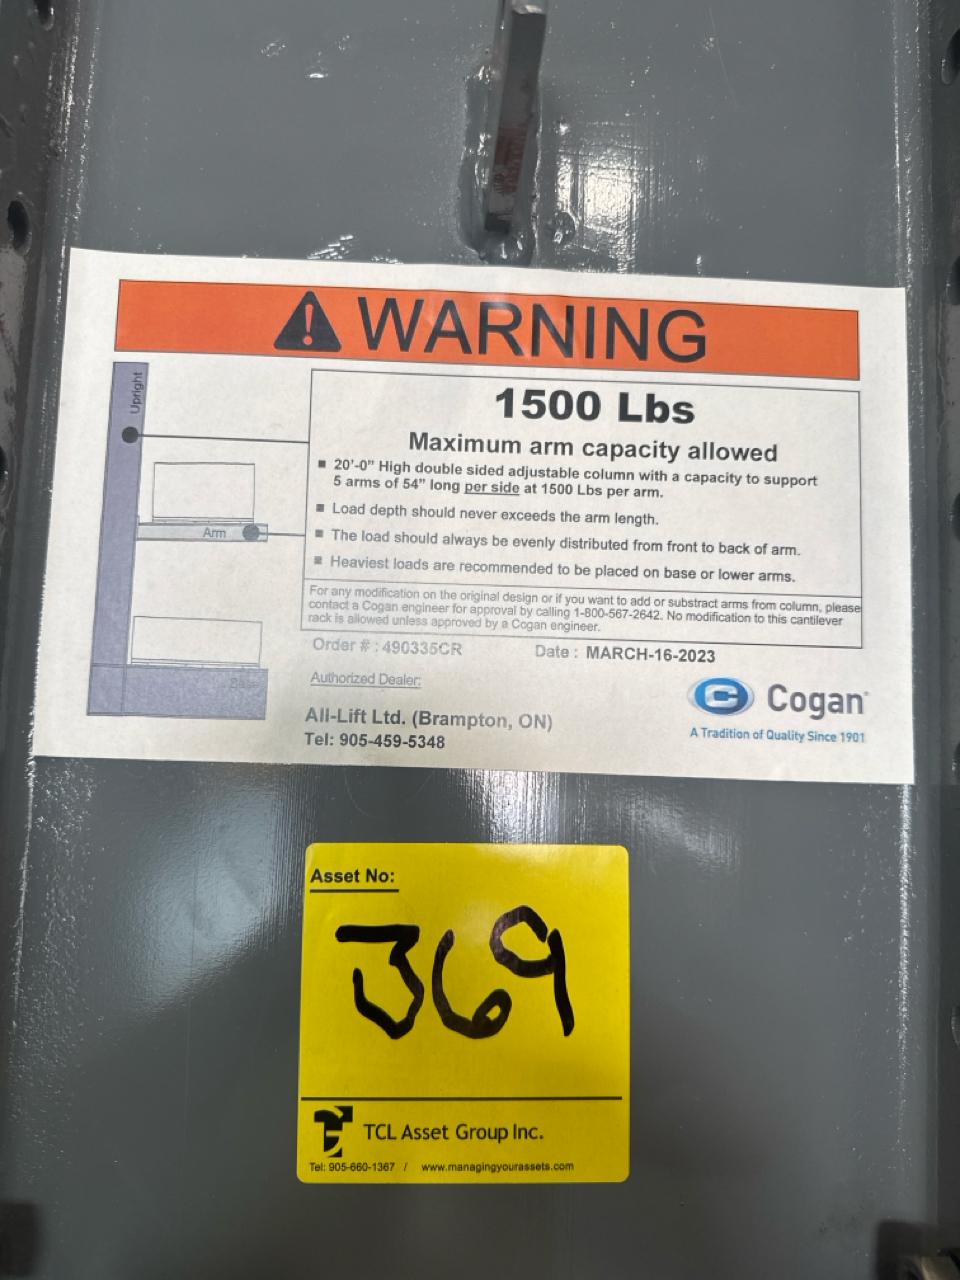 WARNING
Upright
1500 Lbs
Maximum arm capacity allowed
■ 20'-0" High double sided adjustable column with a capacity to support
5 arms of 54" long per side at 1500 Lbs per arm.
■ Load depth should never exceeds the arm length.
Arm
■ The load should always be evenly distributed from front to back of arm.
■ Heaviest loads are recommended to be placed on base or lower arms.
For any modification on the original design or if you want to add or substract arms from column, please
contact a Cogan engineer for approval by calling 1-800-567-2642. No modification to this cantilever
rack is allowed unless approved by a Cogan engineer.
Order # : 490335CR Date : MARCH-16-2023
Base
Authorized Dealer:
All-Lift Ltd. (Brampton, ON)
Tel: 905-459-5348
Cogan
A Tradition of Quality Since 1901
Asset No:
369
TCL Asset Group Inc.
Tel: 905-660-1367 / www.managingyourassets.com